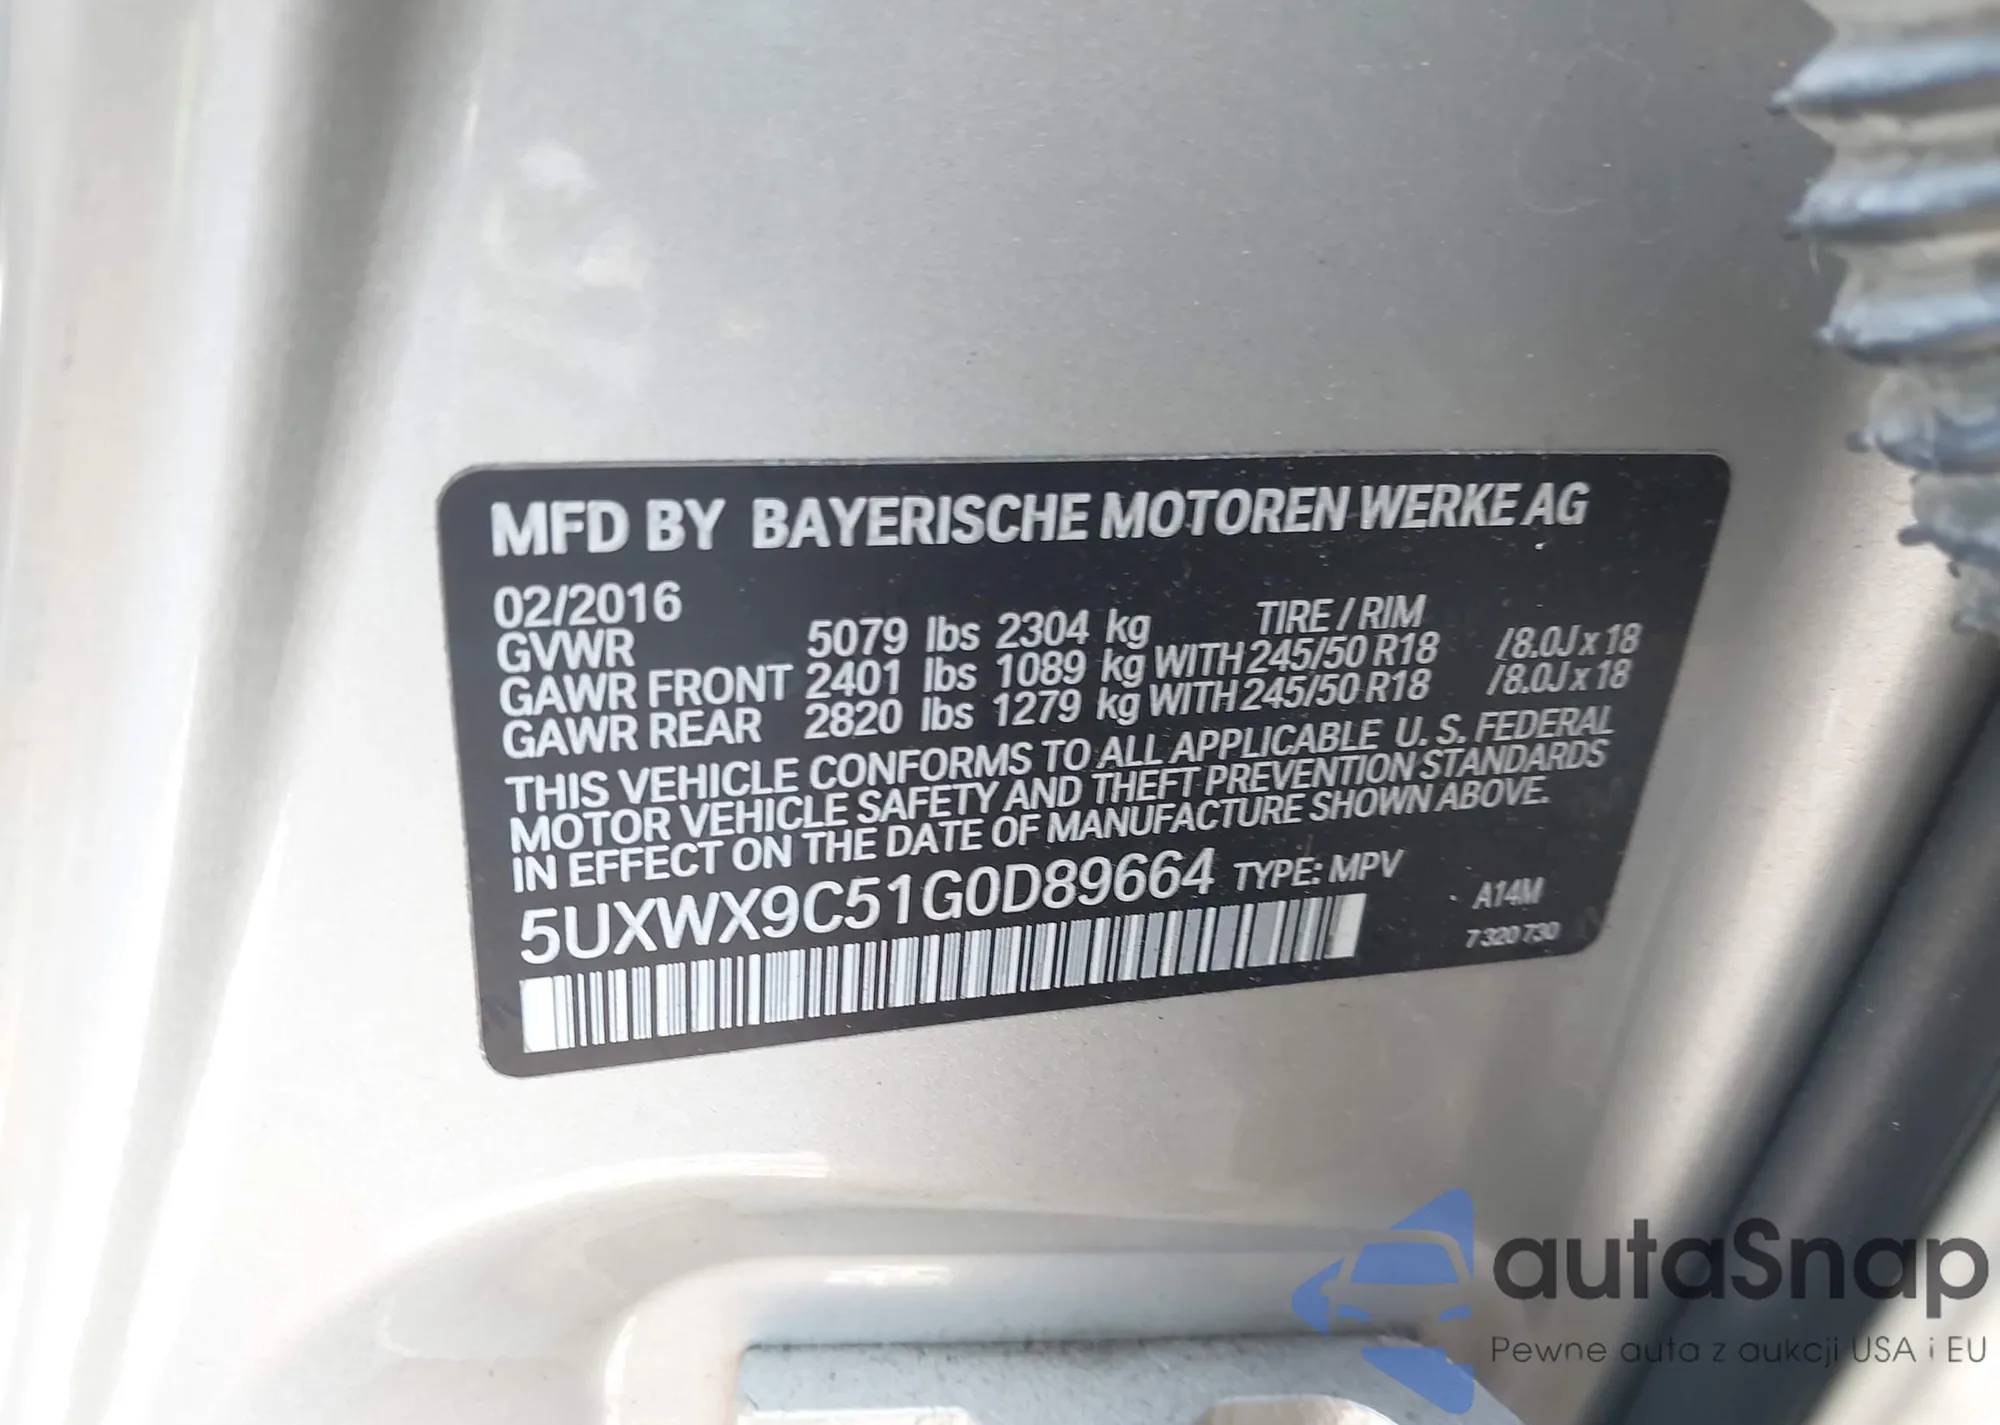 MFD BY BAYERISCHE MOTOREN WERKE AG
02/2016 TIRE / RIM
GVWR 5079 lbs 2304 kg
GAWR FRONT 2401 lbs 1089 kg WITH 245/50 R18 /8.0J x 18
GAWR REAR 2820 lbs 1279 kg WITH 245/50 R18 /8.0J x 18
THIS VEHICLE CONFORMS TO ALL APPLICABLE U. S. FEDERAL
MOTOR VEHICLE SAFETY AND THEFT PREVENTION STANDARDS
IN EFFECT ON THE DATE OF MANUFACTURE SHOWN ABOVE.
5UXWX9C51G0D89664 TYPE: MPV
A14M
7 320 730
autaSnap
Pewne auta z aukcji USA i EU